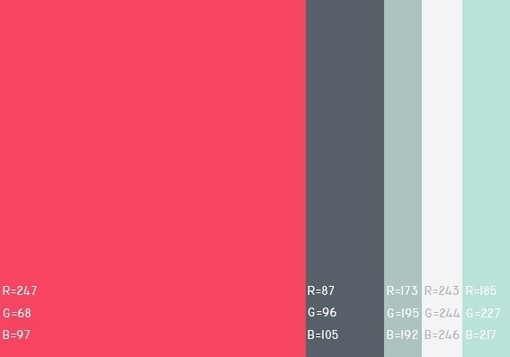 R=247
G=68
B=97
R=87
G=96
B=105
R=173
G=195
B=192
R=243
G=244
B=246
R=185
G=227
B=217